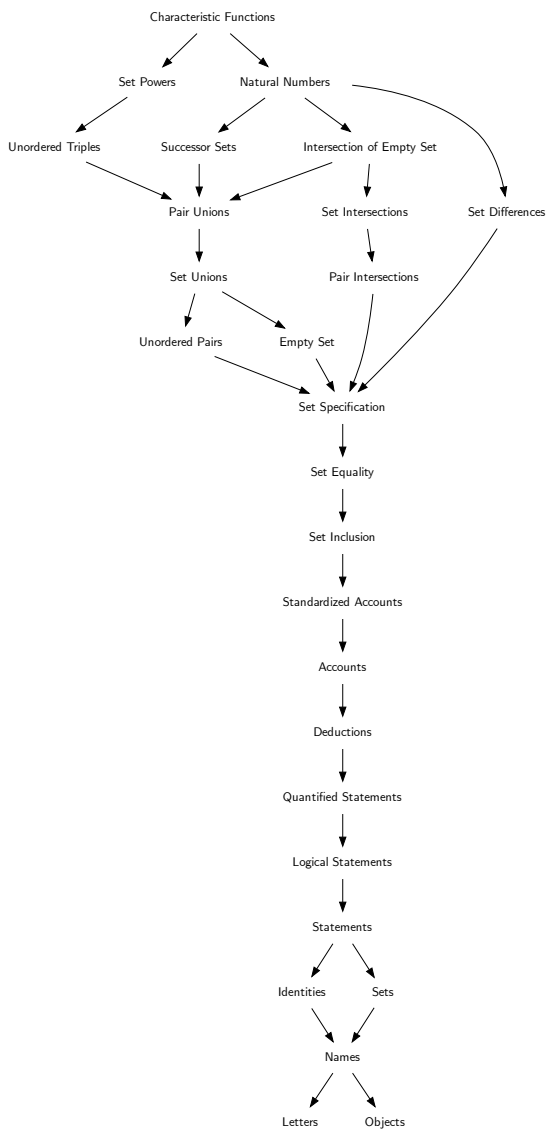 Characteristic Functions
Set Powers
Natural Numbers
Unordered Triples
Successor Sets
Intersection of Empty Set
Pair Unions
Set Intersections
Set Differences
Set Unions
Pair Intersections
Unordered Pairs
Empty Set
Set Specification
Set Equality
Set Inclusion
Standardized Accounts
Accounts
Deductions
Quantified Statements
Logical Statements
Statements
Identities
Sets
Names
Letters
Objects